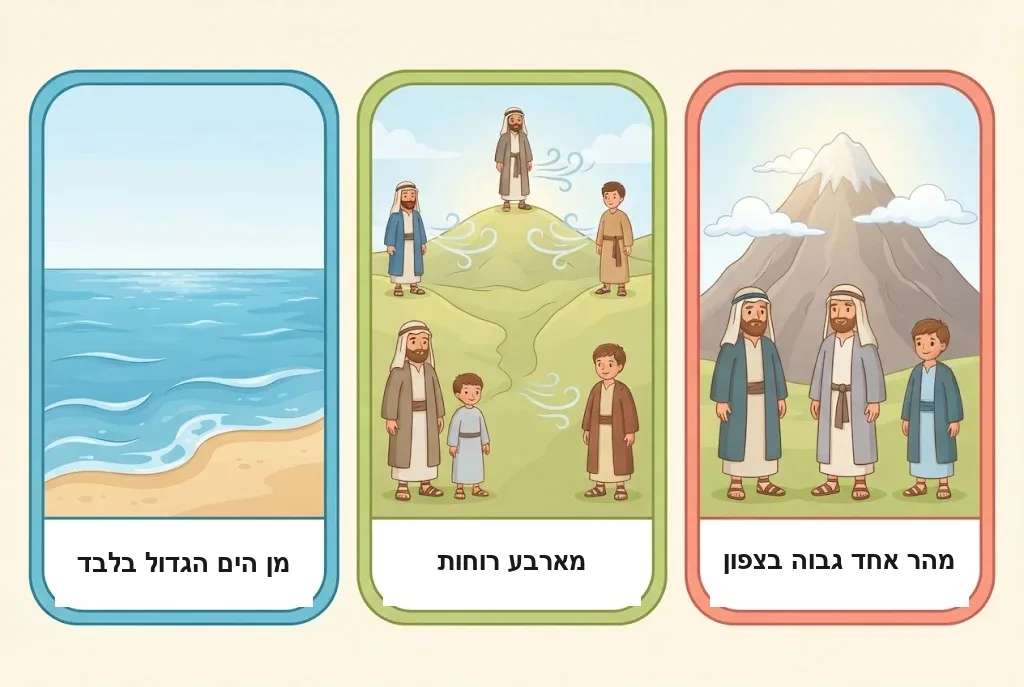 מהר אחד גבוה בצפון
מארבע רוחות
מן הים הגדול בלבד